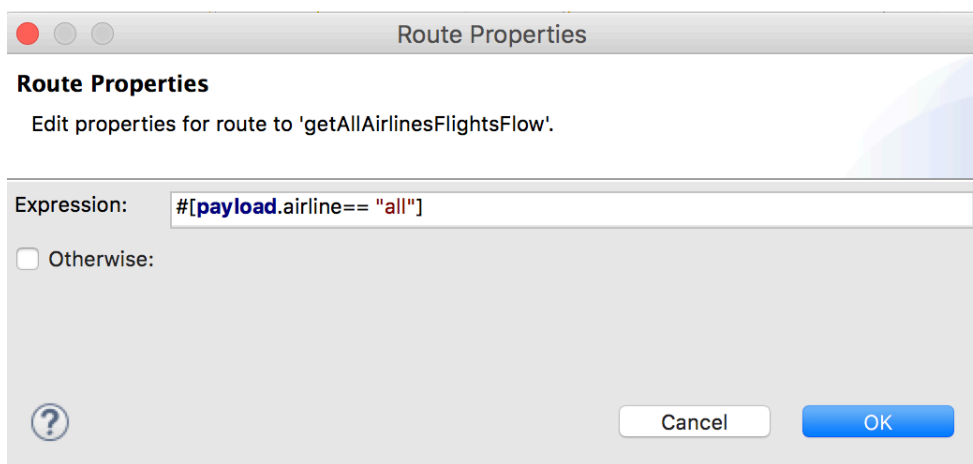 Route Properties
Route Properties
Edit properties for route to 'getAllAirlinesFlightsFlow'.
Expression: #[payload.airline== "all"]
Otherwise:
?
Cancel OK